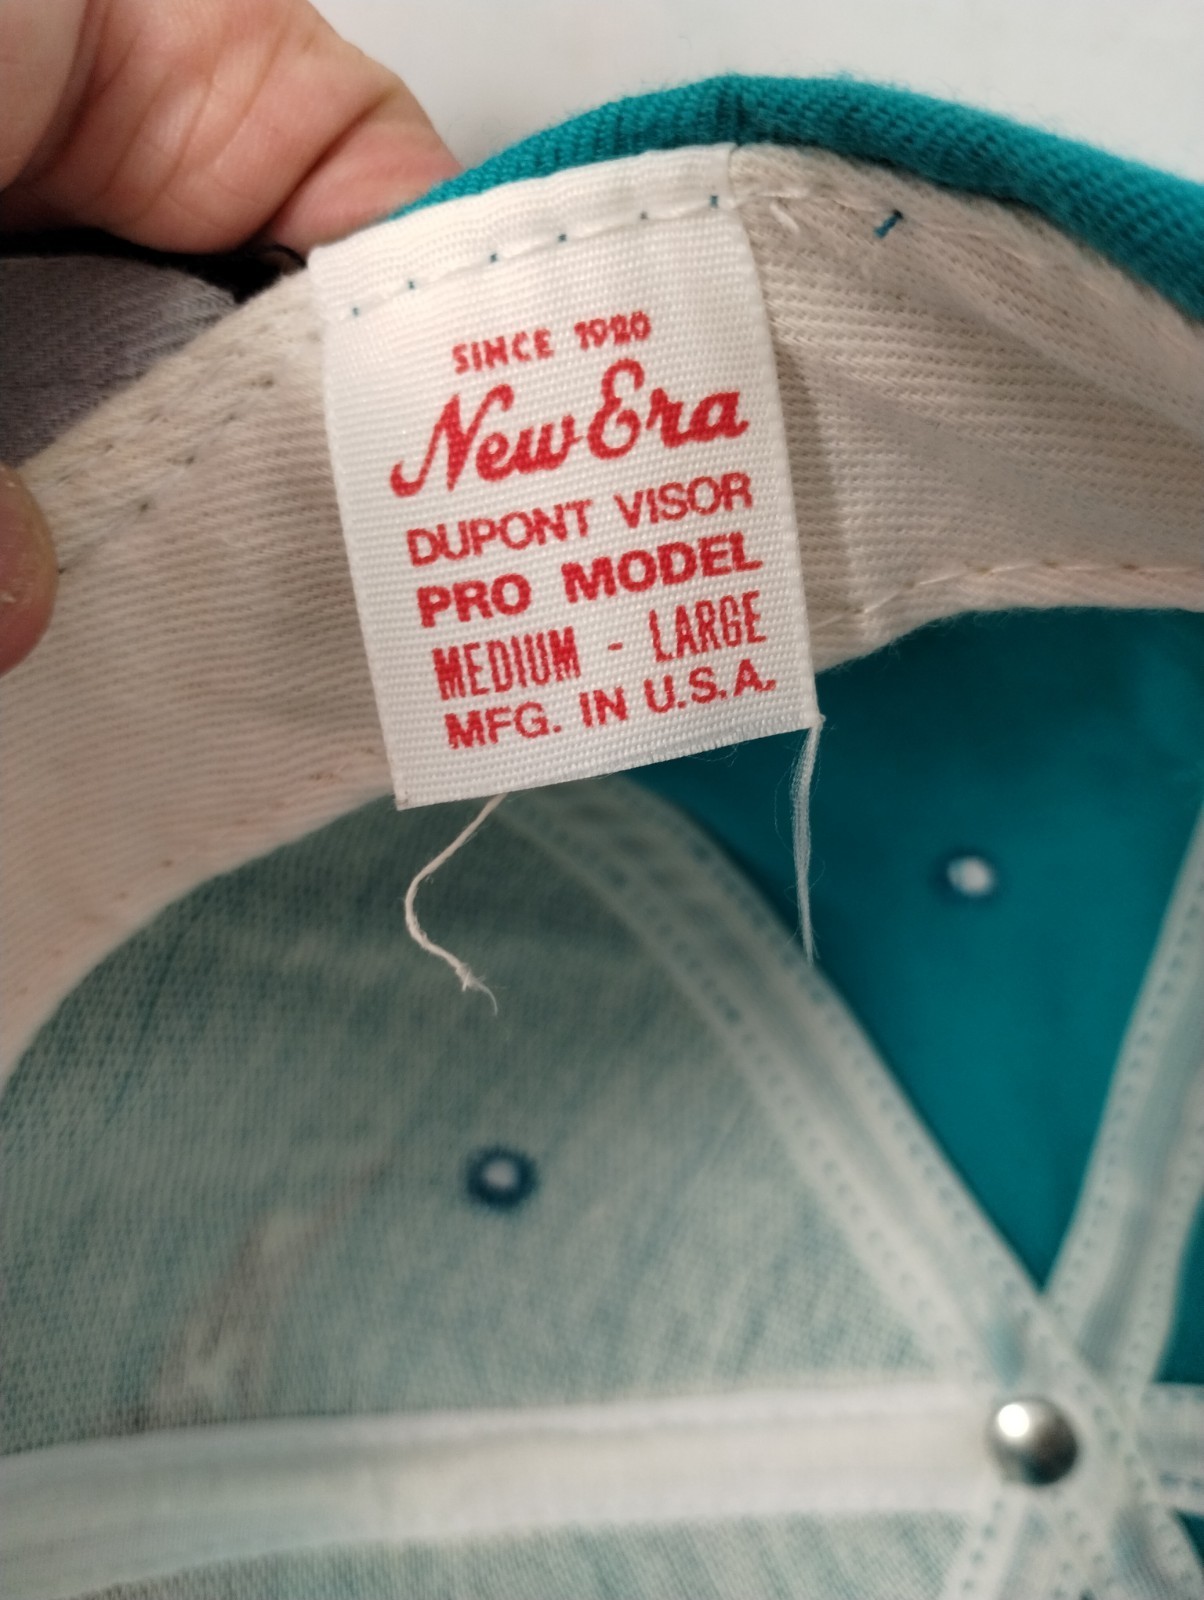 SINCE 1920
New Era
DUPONT VISOR
PRO MODEL
MEDIUM - LARGE
MFG. IN U.S.A.